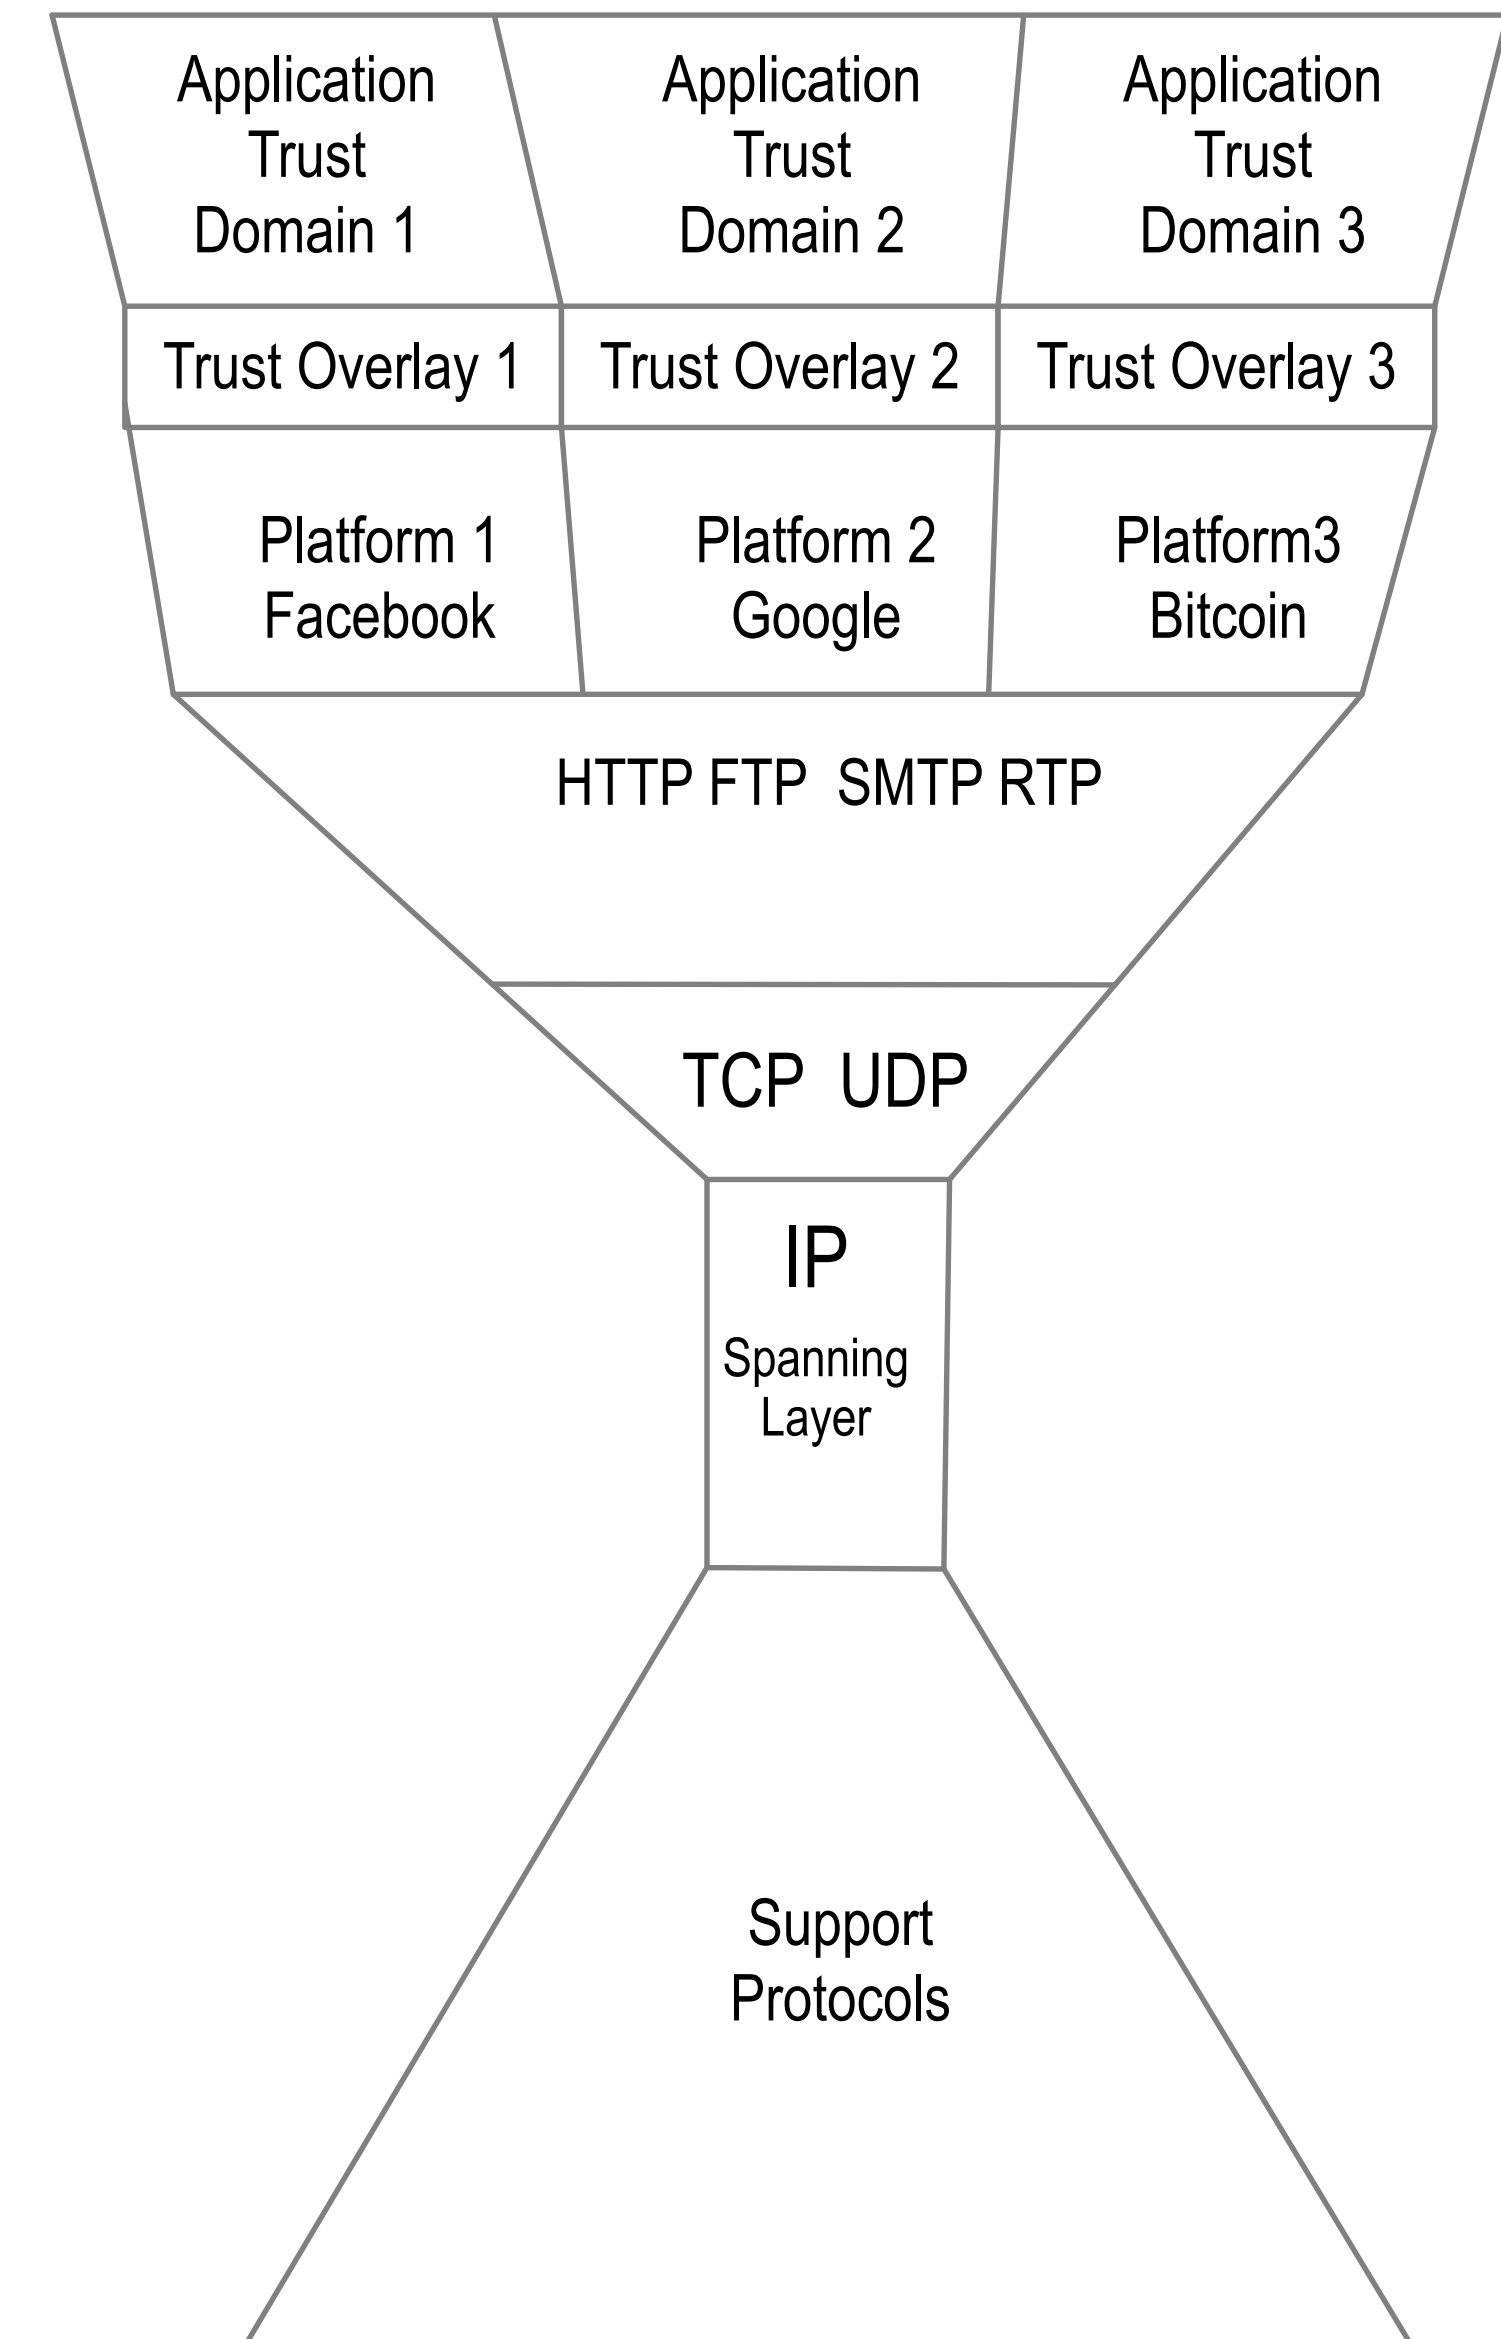 Application
Trust
Domain 1
Application
Trust
Domain 2
Application
Trust
Domain 3
Trust Overlay 1
Trust Overlay 2
Trust Overlay 3
Platform 1
Facebook
Platform 2
Google
Platform3
Bitcoin
HTTP FTP  SMTP RTP
TCP  UDP
IP
Spanning
Layer
Support
Protocols